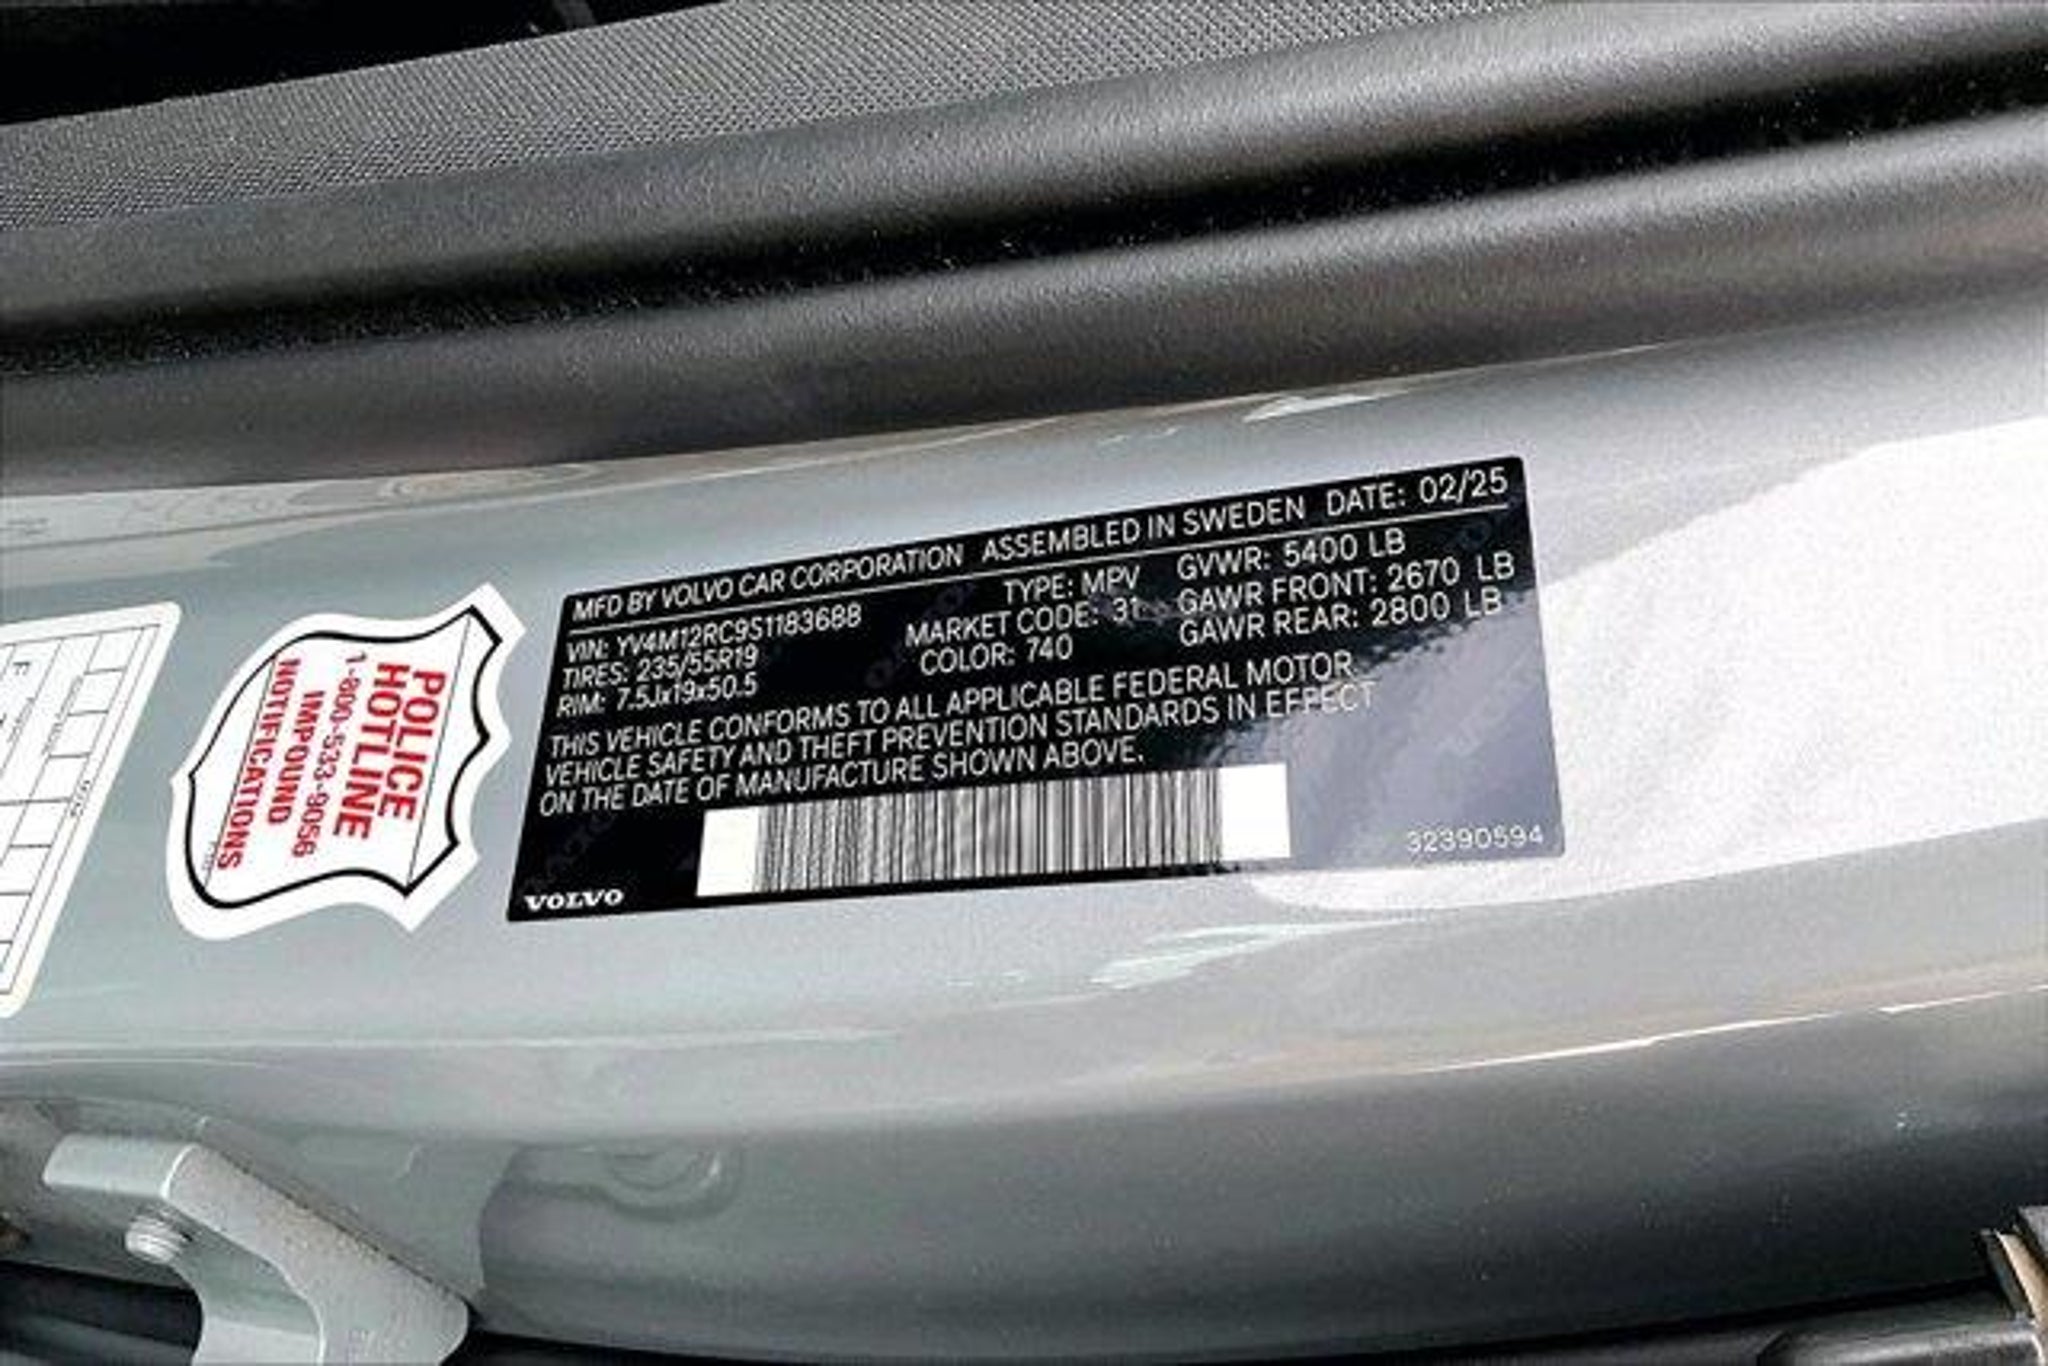 MFD BY VOLVO CAR CORPORATION ASSEMBLED IN SWEDEN DATE: 02/25
VIN: YV4M12RC9S1183688 TYPE: MPV GVWR: 5400 LB
TIRES: 235/55R19 MARKET CODE: 31 GAWR FRONT: 2670 LB
RIM: 7.5Jx19x50.5 COLOR: 740 GAWR REAR: 2800 LB
THIS VEHICLE CONFORMS TO ALL APPLICABLE FEDERAL MOTOR
VEHICLE SAFETY AND THEFT PREVENTION STANDARDS IN EFFECT
ON THE DATE OF MANUFACTURE SHOWN ABOVE.
32390594
VOLVO
POLICE
HOTLINE
1-800-533-9056
IMPOUND
NOTIFICATIONS